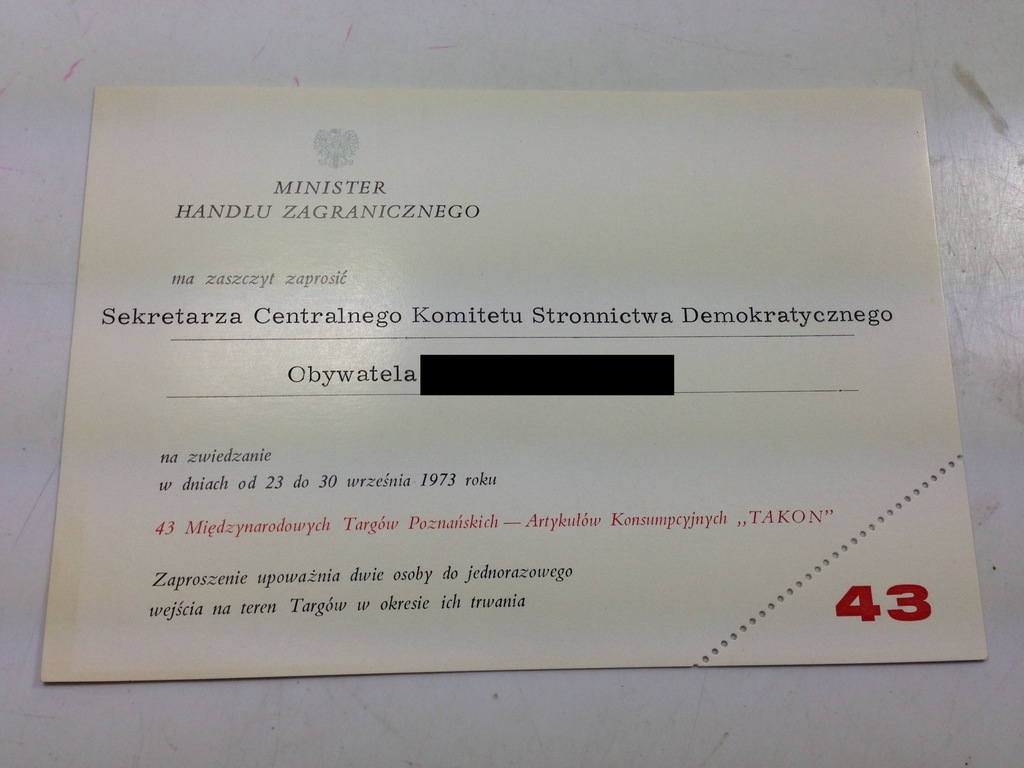 MINISTER
HANDLU ZAGRANICZNEGO
ma zaszczyt zaprosić
Sekretarza Centralnego Komitetu Stronnictwa Demokratycznego
Obywatela
na zwiedzanie
w dniach od 23 do 30 września 1973 roku
43 Międzynarodowych Targów Poznańskich — Artykułów Konsumpcyjnych „TAKON”
Zaproszenie upoważnia dwie osoby do jednorazowego
wejścia na teren Targów w okresie ich trwania
43